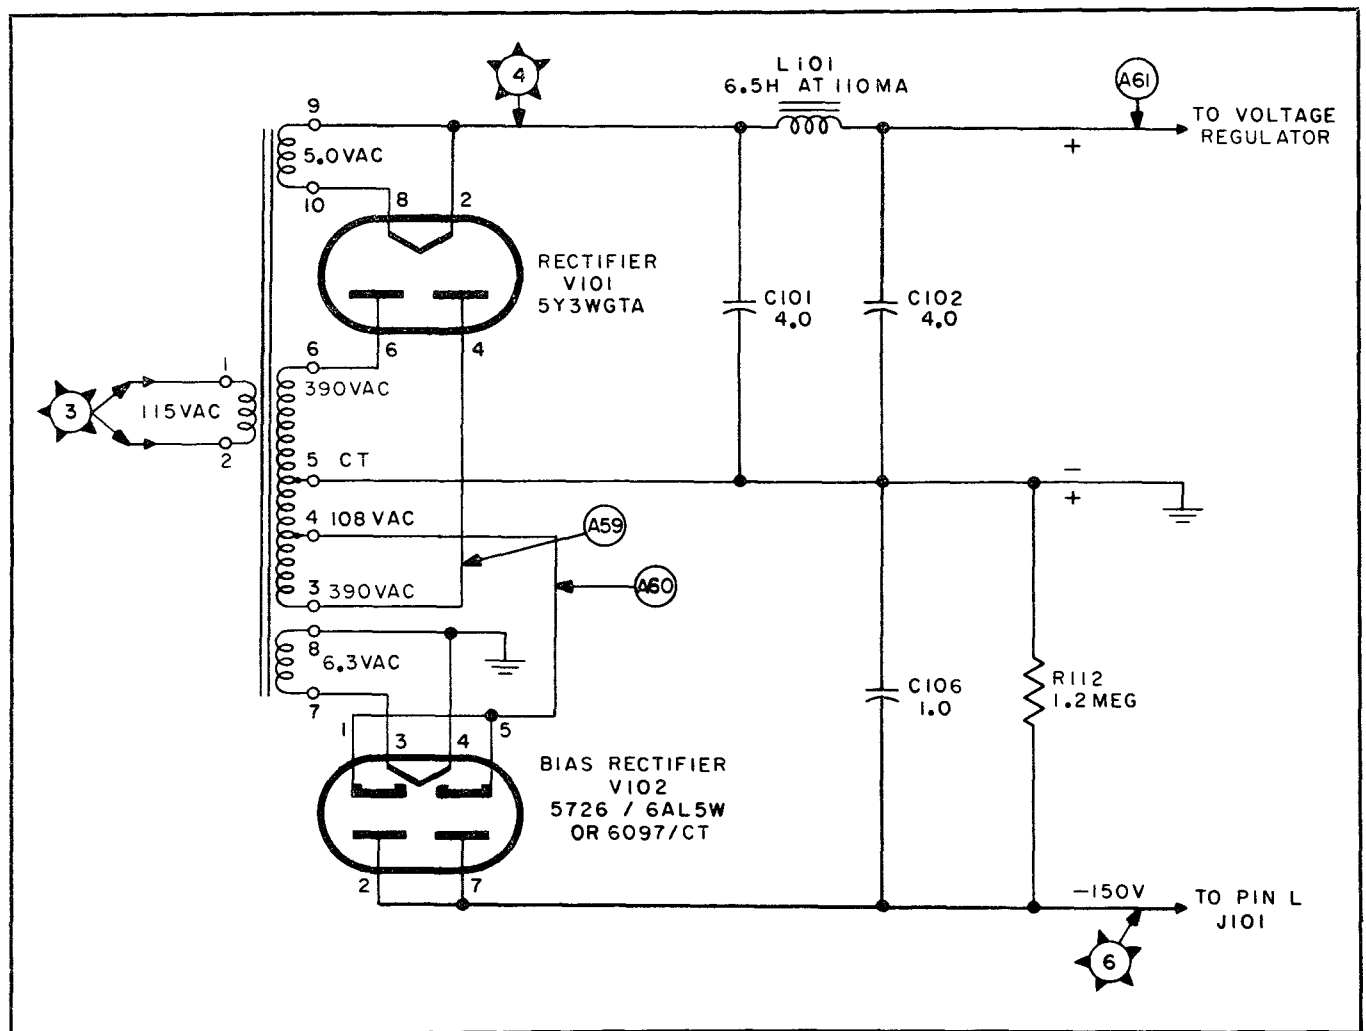 4
L101
6.5H AT 110MA
A61
9
TO VOLTAGE
REGULATOR
5.0VAC
+
10
8
2
RECTIFIER
V101
5Y3WGTA
C101
4.0
C102
4.0
6
6
4
1
390VAC
3
115VAC
2
5
CT
−
+
4
108 VAC
A59
3
390VAC
A60
8
6.3VAC
7
C106
1.0
R112
1.2 MEG
1
3
4
5
BIAS RECTIFIER
V102
5726 / 6AL5W
OR 6097/CT
2
7
−150V
TO PIN L
J101
6